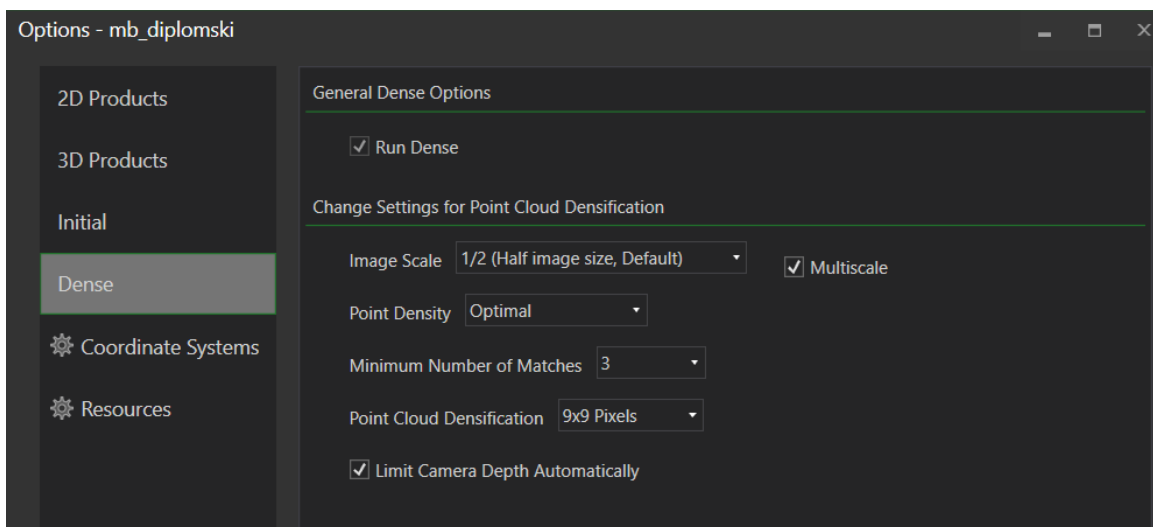 Options - mb_diplomski
2D Products
3D Products
Initial
Dense
Coordinate Systems
Resources
General Dense Options
Run Dense
Change Settings for Point Cloud Densification
Image Scale 1/2 (Half image size, Default) Multiscale
Point Density Optimal
Minimum Number of Matches 3
Point Cloud Densification 9x9 Pixels
Limit Camera Depth Automatically